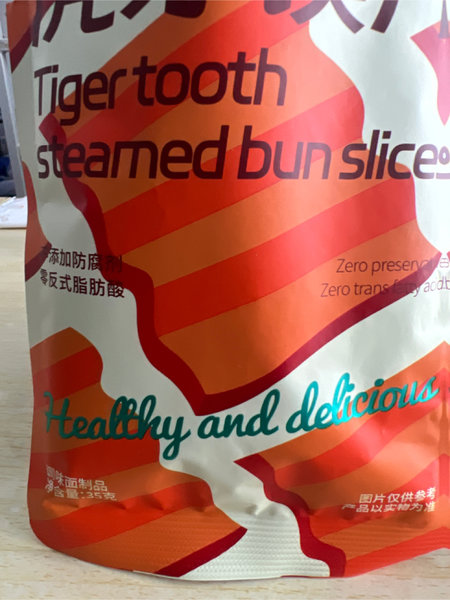 Tiger tooth
steamed bun slices
添加防腐剂
零反式脂肪酸
Zero preserva
Zero trans fatty acid
Healthy and delicious
调味面制品
净含量:35克
图片仅供参考
产品以实物为准